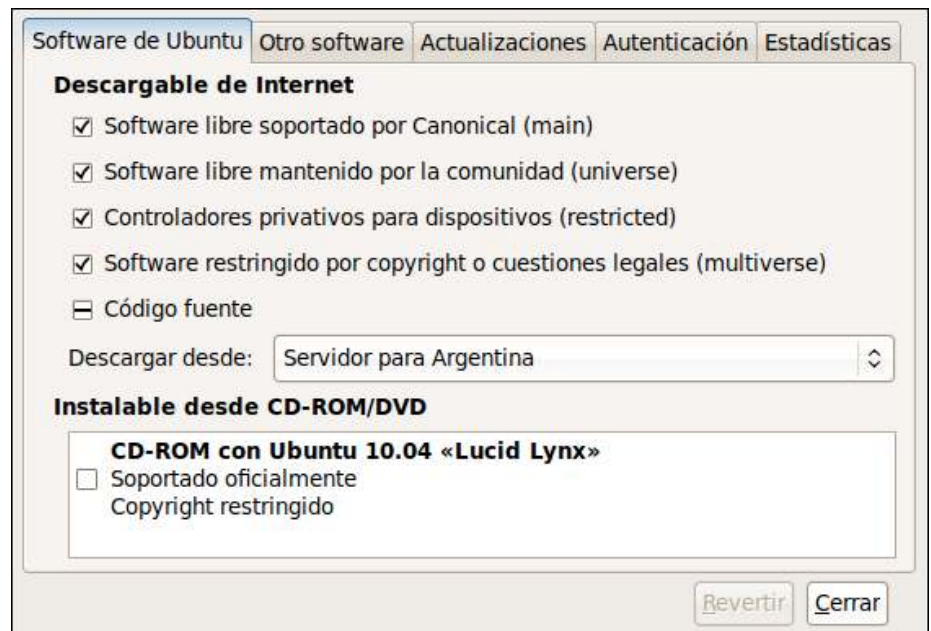 Software de Ubuntu Otro software Actualizaciones Autenticación Estadísticas
Descargable de Internet
Software libre soportado por Canonical (main)
Software libre mantenido por la comunidad (universe)
Controladores privativos para dispositivos (restricted)
Software restringido por copyright o cuestiones legales (multiverse)
Código fuente
Descargar desde: Servidor para Argentina
Instalable desde CD-ROM/DVD
CD-ROM con Ubuntu 10.04 «Lucid Lynx»
Soportado oficialmente
Copyright restringido
Revertir Cerrar